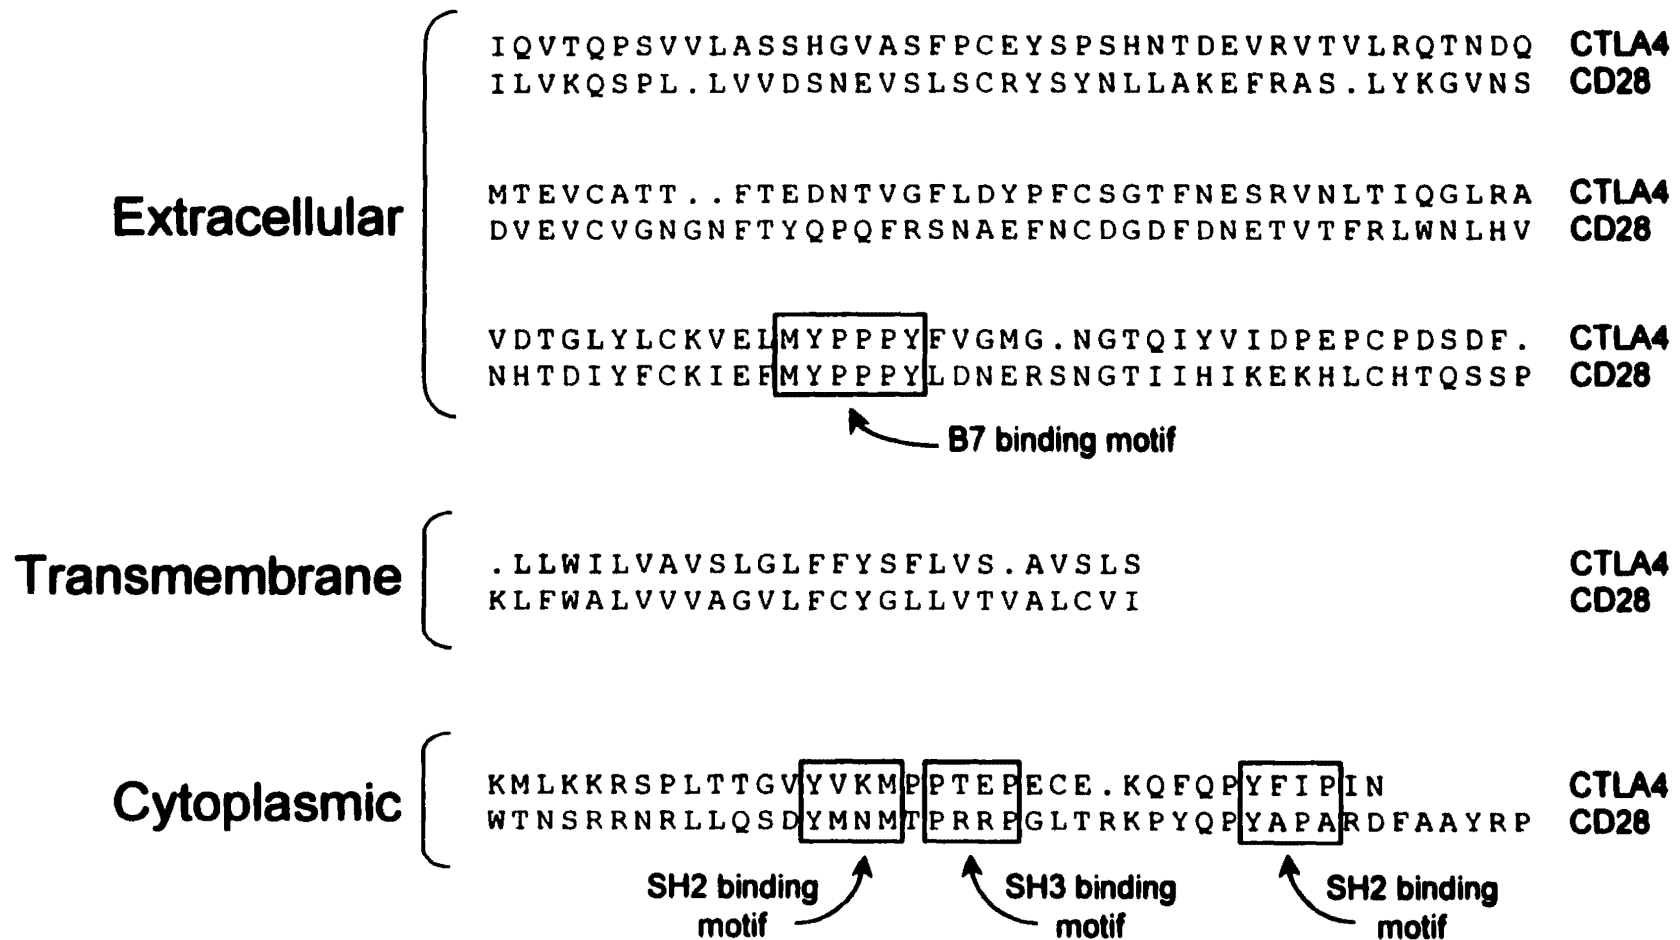 IQVTQPSVVLASSHGVASFPCEYSPSHNTDEVRVTVLRQTNDQ CTLA4
ILVKQSPL.LVVDSNEVSLSCRYSYNLLAKEFRAS.LYKGVNS CD28
Extracellular
MTEVCATT..FTEDNTVGFLDYPFCSGTFNESRVNLTIQGLRA CTLA4
DVEVCVGNGNFTYQPQFRSNAEFNCDGDFDNETVTFRLWNLHV CD28
VDTGLYLCKVELMYPPPYFVGMG.NGTQIYVIDPEPCPDSDF. CTLA4
NHTDIYFCKIEFMYPPPYLDNERSNGTIIHIKEKHLCHTQSSP CD28
B7 binding motif
Transmembrane
.LLWILVAVSLGLFFYSFLVS.AVSLS CTLA4
KLFWALVVVAGVLFCYGLLVTVALCVI CD28
Cytoplasmic
KMLKKRSPLTTGVYVKMPPTEPECE.KQFQPYFIPIN CTLA4
WTNSRRNRLLQSDYMNMTPRRPGLTRKPYQPYAPARDFAAYRP CD28
SH2 binding motif
SH3 binding motif
SH2 binding motif